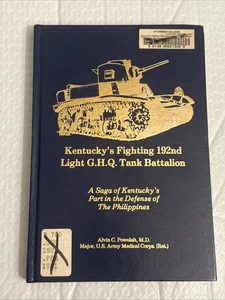 Kentucky's Fighting 192nd
Light G.H.Q. Tank Battalion
A Saga of Kentucky's
Part in the Defense of
The Philippines
Alvin C. Poweleit, M.D.
Major, U.S. Army Medical Corps. (Ret.)